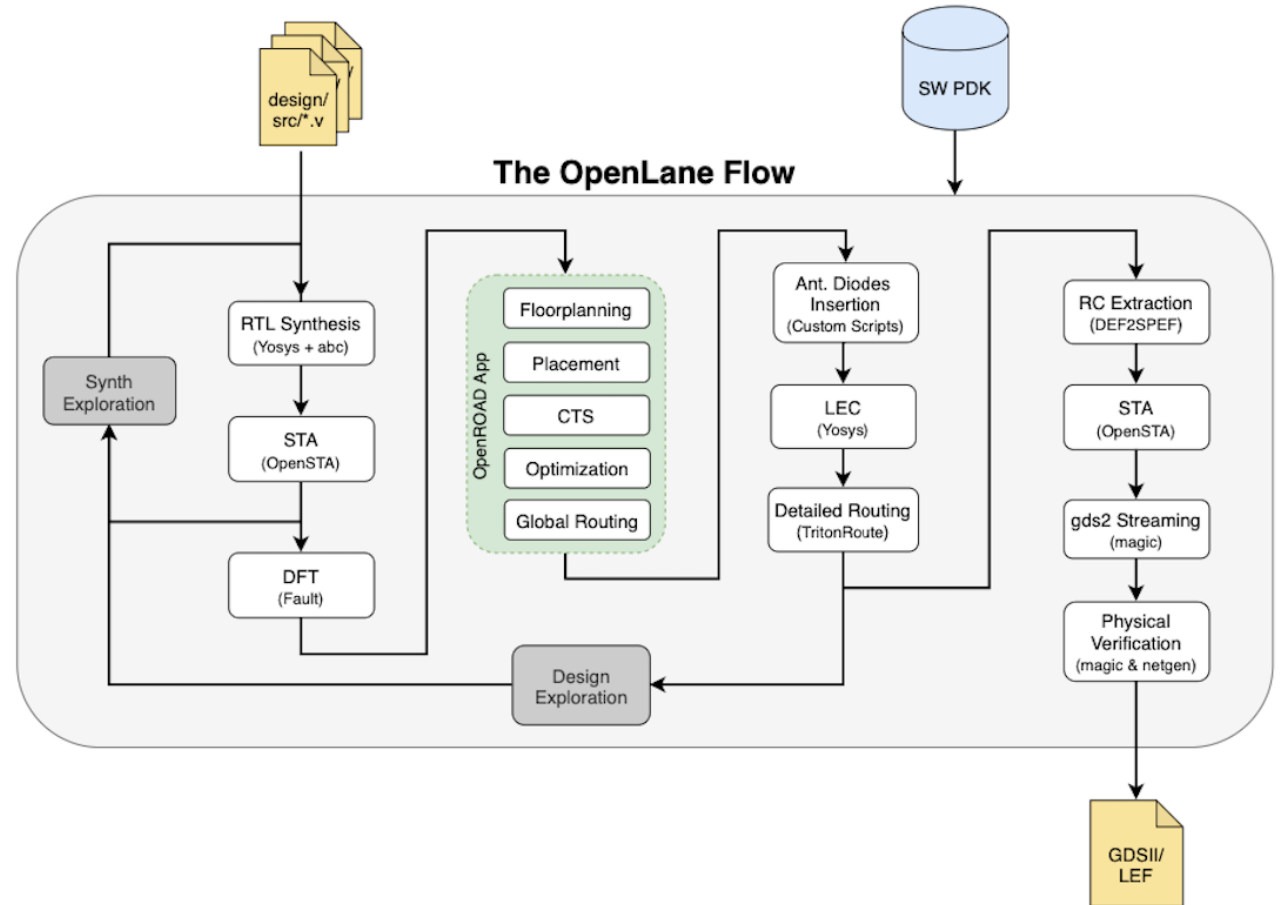 design/
src/*.v
SW PDK
The OpenLane Flow
RTL Synthesis
(Yosys + abc)
Synth
Exploration
STA
(OpenSTA)
DFT
(Fault)
OpenROAD App
Floorplanning
Placement
CTS
Optimization
Global Routing
Design
Exploration
Ant. Diodes
Insertion
(Custom Scripts)
LEC
(Yosys)
Detailed Routing
(TritonRoute)
RC Extraction
(DEF2SPEF)
STA
(OpenSTA)
gds2 Streaming
(magic)
Physical
Verification
(magic & netgen)
GDSII/
LEF